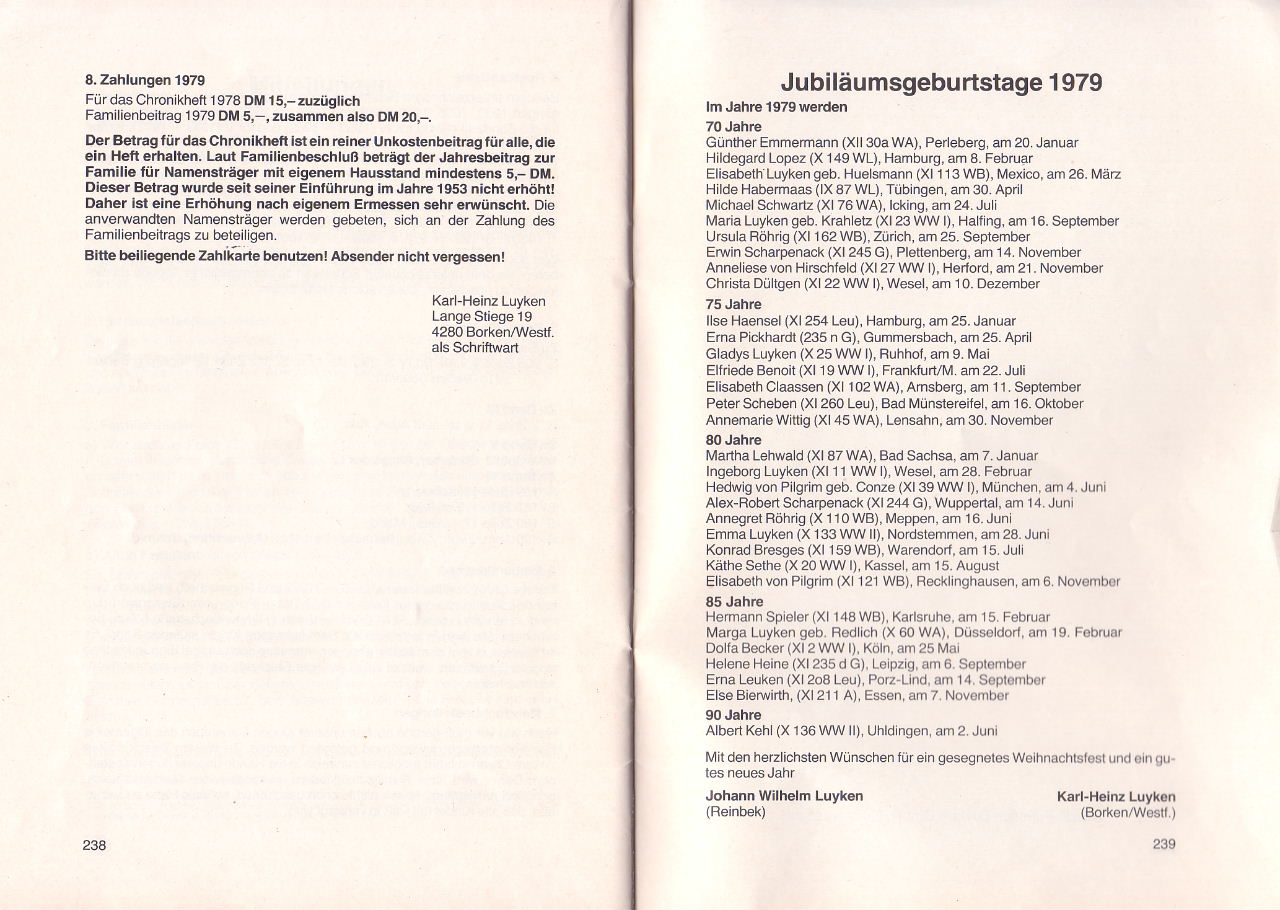 8. Zahlungen 1979
Für das Chronikheft 1978 DM 15,– zuzüglich
Familienbeitrag 1979 DM 5,–, zusammen also DM 20,–.
Der Betrag für das Chronikheft ist ein reiner Unkostenbeitrag für alle, die
ein Heft erhalten. Laut Familienbeschluß beträgt der Jahresbeitrag zur
Familie für Namensträger mit eigenem Hausstand mindestens 5,– DM.
Dieser Betrag wurde seit seiner Einführung im Jahre 1953 nicht erhöht!
Daher ist eine Erhöhung nach eigenem Ermessen sehr erwünscht. Die
anverwandten Namensträger werden gebeten, sich an der Zahlung des
Familienbeitrags zu beteiligen.
Bitte beiliegende Zahlkarte benutzen! Absender nicht vergessen!
Karl-Heinz Luyken
Lange Stiege 19
4280 Borken/Westf.
als Schriftwart
238
Jubiläumsgeburtstage 1979
Im Jahre 1979 werden
70 Jahre
Günther Emmermann (XII 30a WA), Perleberg, am 20. Januar
Hildegard Lopez (X 149 WL), Hamburg, am 8. Februar
Elisabeth Luyken geb. Huelsmann (XI 113 WB), Mexico, am 26. März
Hilde Habermaas (IX 87 WL), Tübingen, am 30. April
Michael Schwartz (XI 76 WA), Icking, am 24. Juli
Maria Luyken geb. Krahletz (XI 23 WW I), Halfing, am 16. September
Ursula Röhrig (XI 162 WB), Zürich, am 25. September
Erwin Scharpenack (XI 245 G), Plettenberg, am 14. November
Anneliese von Hirschfeld (XI 27 WW I), Herford, am 21. November
Christa Dültgen (XI 22 WW I), Wesel, am 10. Dezember
75 Jahre
Ilse Haensel (XI 254 Leu), Hamburg, am 25. Januar
Erna Pickhardt (235 n G), Gummersbach, am 25. April
Gladys Luyken (X 25 WW I), Ruhhof, am 9. Mai
Elfriede Benoit (XI 19 WW I), Frankfurt/M. am 22. Juli
Elisabeth Claassen (XI 102 WA), Arnsberg, am 11. September
Peter Scheben (XI 260 Leu), Bad Münstereifel, am 16. Oktober
Annemarie Wittig (XI 45 WA), Lensahn, am 30. November
80 Jahre
Martha Lehwald (XI 87 WA), Bad Sachsa, am 7. Januar
Ingeborg Luyken (XI 11 WW I), Wesel, am 28. Februar
Hedwig von Pilgrim geb. Conze (XI 39 WW I), München, am 4. Juni
Alex-Robert Scharpenack (XI 244 G), Wuppertal, am 14. Juni
Annegret Röhrig (X 110 WB), Meppen, am 16. Juni
Emma Luyken (X 133 WW II), Nordstemmen, am 28. Juni
Konrad Bresges (XI 159 WB), Warendorf, am 15. Juli
Käthe Sethe (X 20 WW I), Kassel, am 15. August
Elisabeth von Pilgrim (XI 121 WB), Recklinghausen, am 6. November
85 Jahre
Hermann Spieler (XI 148 WB), Karlsruhe, am 15. Februar
Marga Luyken geb. Redlich (X 60 WA), Düsseldorf, am 19. Februar
Dolfa Becker (XI 2 WW I), Köln, am 25 Mai
Helene Heine (XI 235 d G), Leipzig, am 6. September
Erna Leuken (XI 2o8 Leu), Porz-Lind, am 14. September
Else Bierwirth, (XI 211 A), Essen, am 7. November
90 Jahre
Albert Kehl (X 136 WW II), Uhldingen, am 2. Juni
Mit den herzlichsten Wünschen für ein gesegnetes Weihnachtsfest und ein gu-
tes neues Jahr
Johann Wilhelm Luyken
(Reinbek)
Karl-Heinz Luyken
(Borken/Westf.)
239